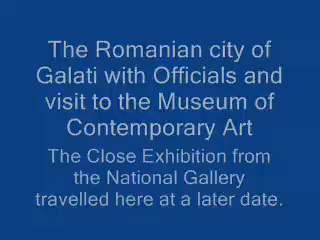 The Romanian city of
Galati with Officials and
visit to the Museum of
Contemporary Art
The Close Exhibition from
the National Gallery
travelled here at a later date.